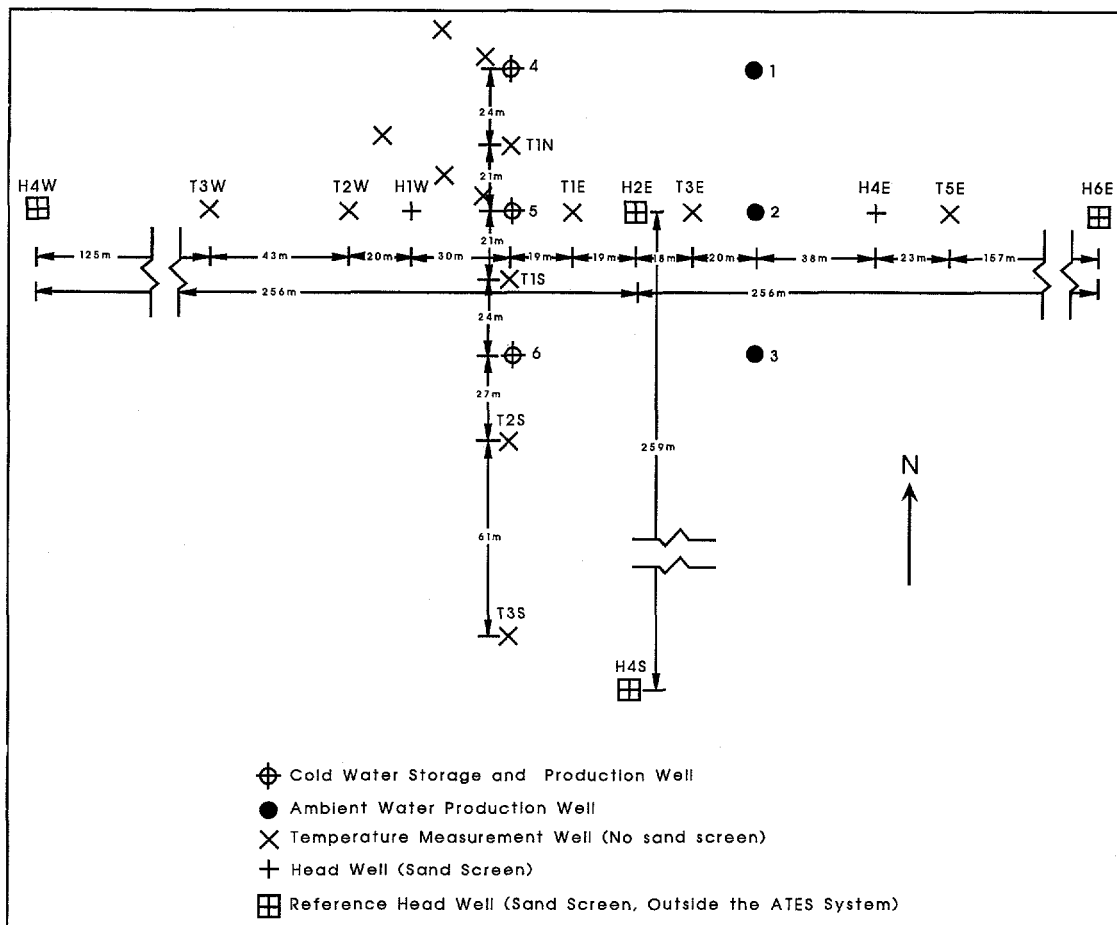 4
1
24m
T1N
21m
H4W
T3W
T2W
H1W
5
T1E
H2E
T3E
2
H4E
T5E
H6E
125m
43m
20m
30m
21m
19m
19m
18m
20m
38m
23m
157m
T1S
256m
256m
24m
6
3
27m
T2S
259m
N
61m
T3S
H4S
Cold Water Storage and Production Well
Ambient Water Production Well
Temperature Measurement Well (No sand screen)
Head Well (Sand Screen)
Reference Head Well (Sand Screen, Outside the ATES System)